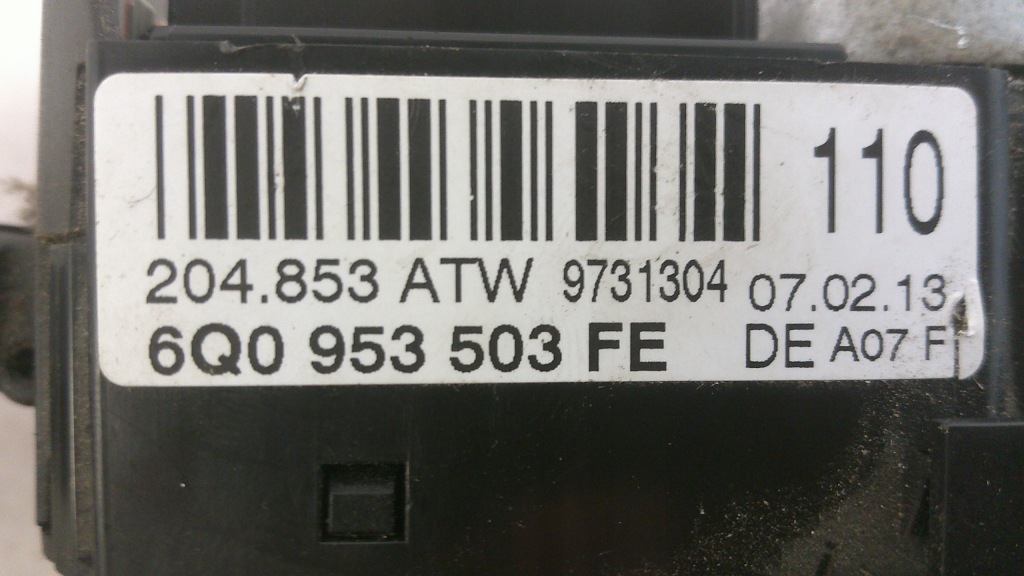 110
204.853 ATW 9731304 07.02.13
6Q0 953 503 FE DE A07 F